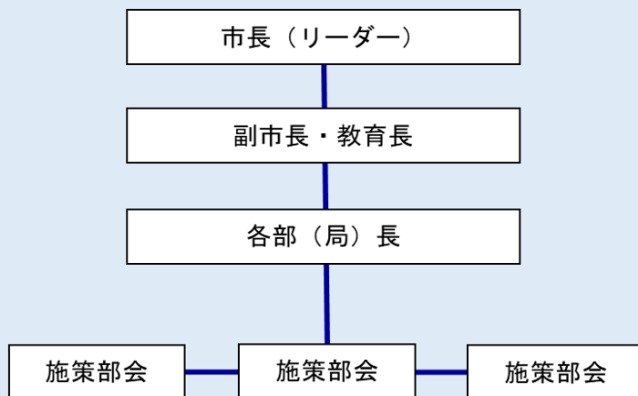 市長（リーダー）
副市長・教育長
各部（局）長
施策部会
施策部会
施策部会